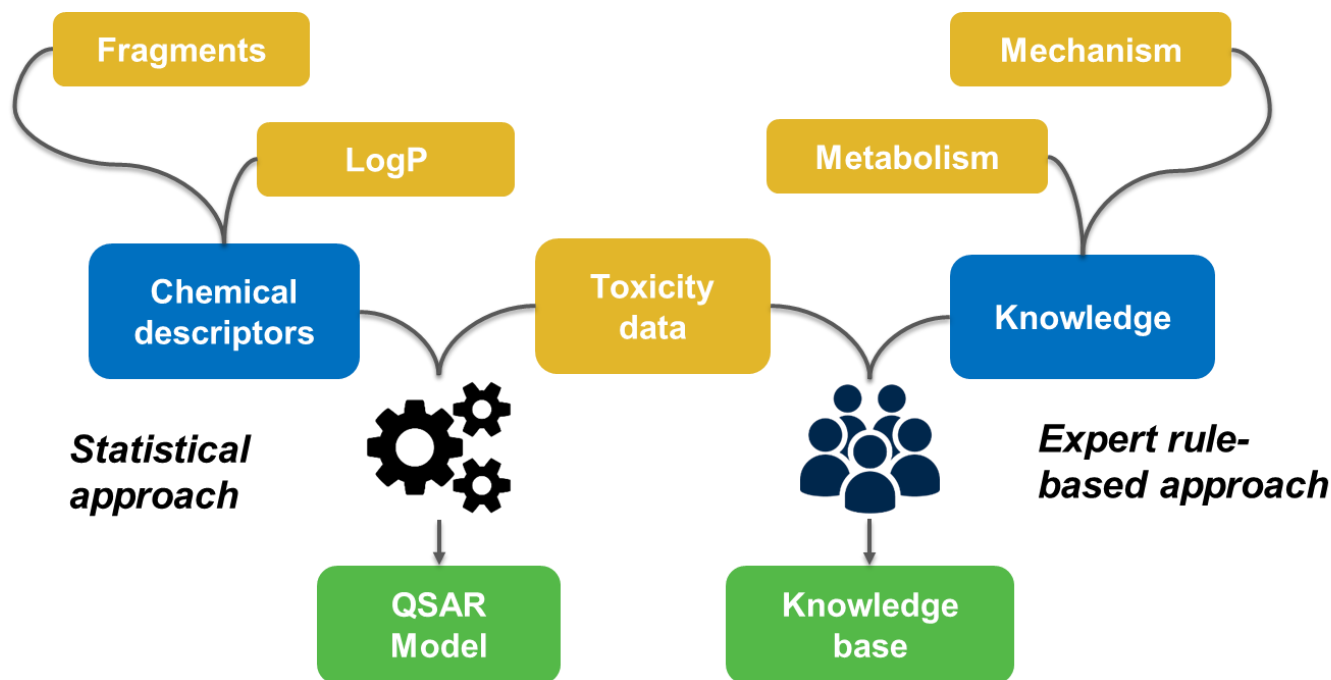 Fragments
Mechanism
LogP
Metabolism
Chemical
descriptors
Toxicity
data
Knowledge
Statistical
approach
Expert rule-
based approach
QSAR
Model
Knowledge
base